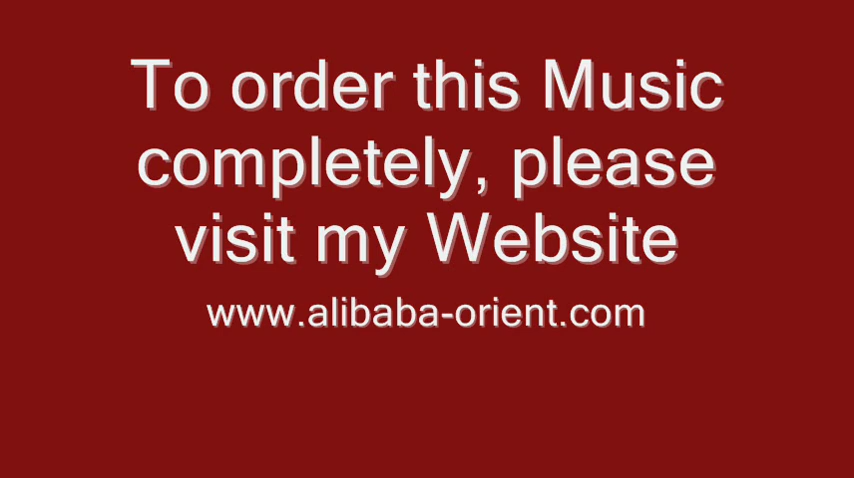 To order this Music
completely, please
visit my Website
www.alibaba-orient.com